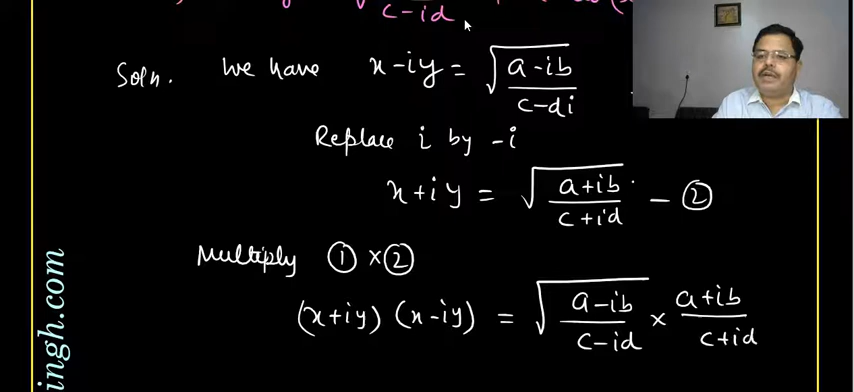 c-id
Soln. We have x-iy = √(a-ib)/(c-di)
Replace i by -i
x+iy = √(a+ib)/(c+id) - ②
Multiply ① × ②
(x+iy) (x-iy) = √(a-ib)/(c-id) × (a+ib)/(c+id)
ingh.com